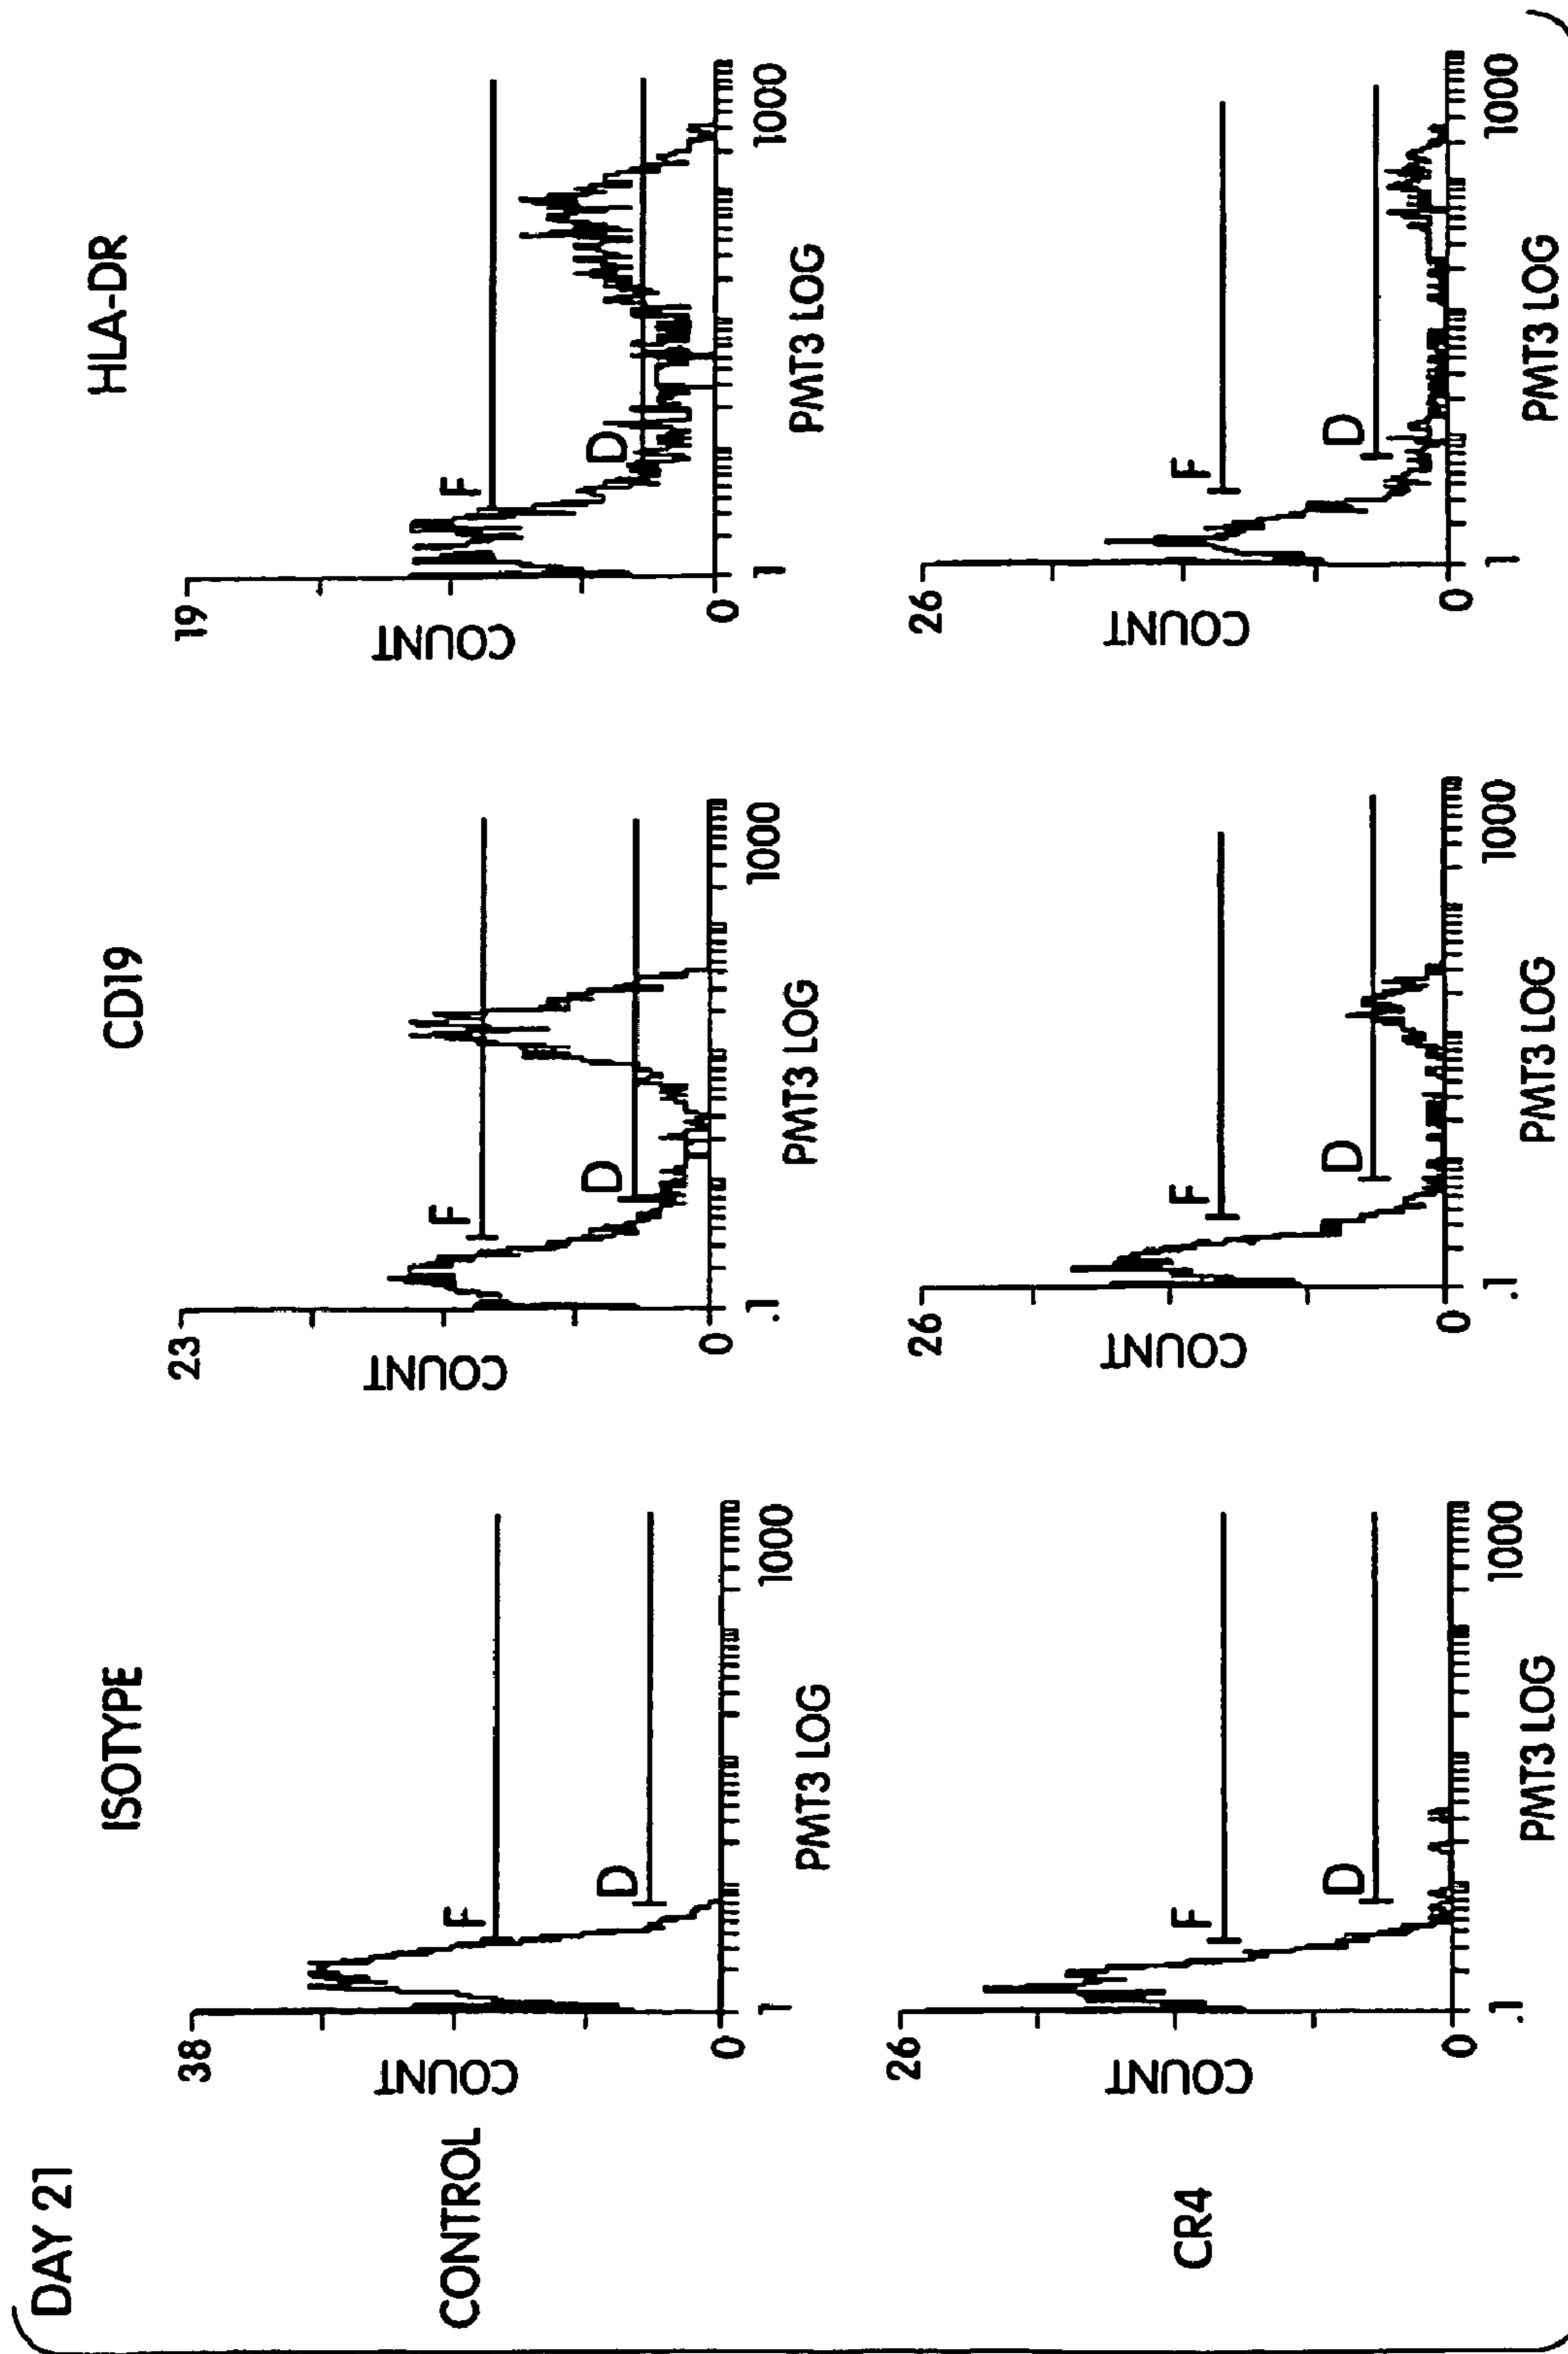 DAY 21
ISOTYPE
CD19
HLA-DR
CONTROL
38
COUNT
F
D
0
1
1000
PMT3 LOG
23
COUNT
F
D
0
.1
1000
PMT3 LOG
19
COUNT
F
D
0
1
1000
PMT3 LOG
CR4
26
COUNT
F
D
0
.1
1000
PMT3 LOG
26
COUNT
F
D
0
.1
1000
PMT3 LOG
26
COUNT
F
D
0
1
1000
PMT3 LOG